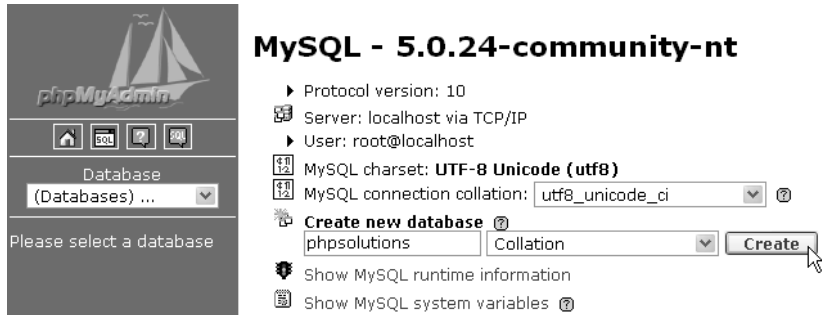 phpMyAdmin
SQL ? SQL
Database
(Databases) ...
Please select a database
MySQL - 5.0.24-community-nt
Protocol version: 10
Server: localhost via TCP/IP
User: root@localhost
MySQL charset: UTF-8 Unicode (utf8)
MySQL connection collation: utf8_unicode_ci ?
Create new database ?
phpsolutions Collation Create
Show MySQL runtime information
Show MySQL system variables ?